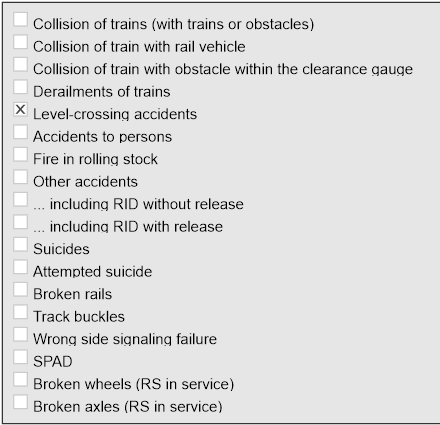 Collision of trains (with trains or obstacles)
Collision of train with rail vehicle
Collision of train with obstacle within the clearance gauge
Derailments of trains
X Level-crossing accidents
Accidents to persons
Fire in rolling stock
Other accidents
... including RID without release
... including RID with release
Suicides
Attempted suicide
Broken rails
Track buckles
Wrong side signaling failure
SPAD
Broken wheels (RS in service)
Broken axles (RS in service)